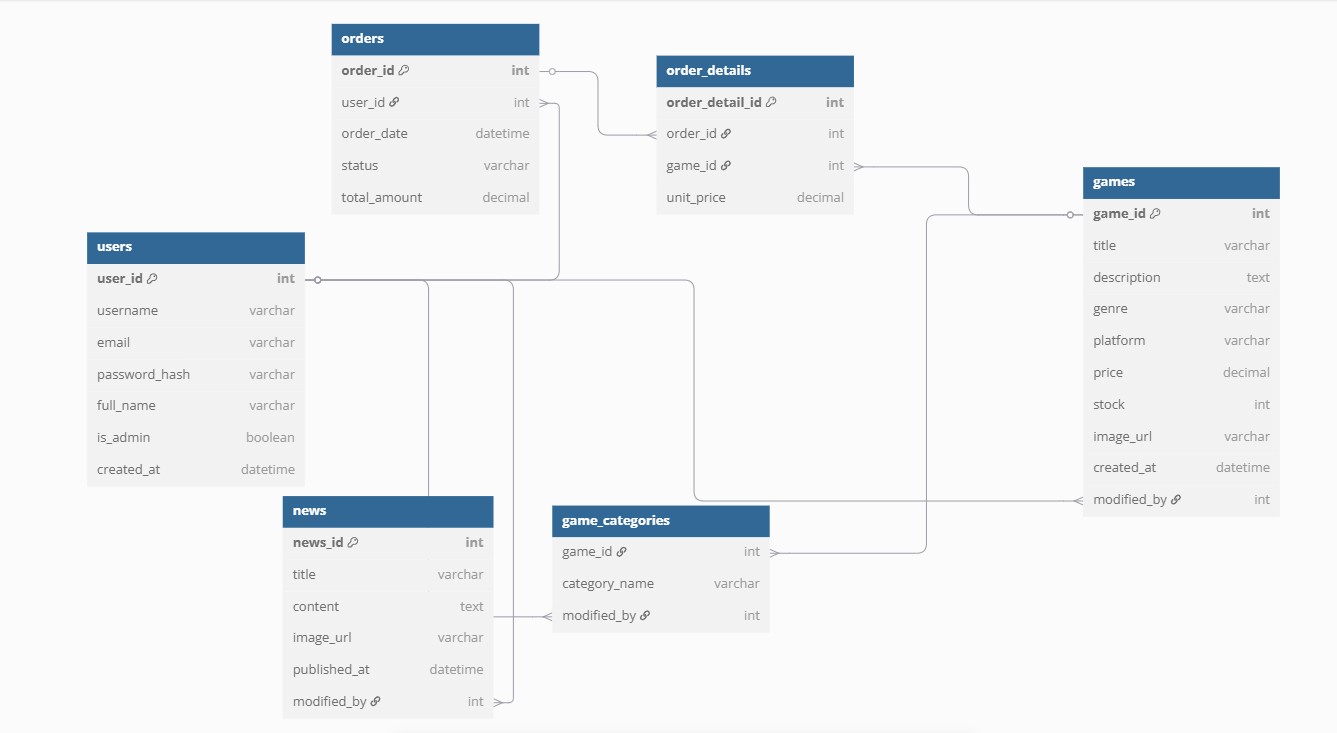 orders
order_id int
user_id int
order_date datetime
status varchar
total_amount decimal
order_details
order_detail_id int
order_id int
game_id int
unit_price decimal
games
game_id int
title varchar
description text
genre varchar
platform varchar
price decimal
stock int
image_url varchar
created_at datetime
modified_by int
users
user_id int
username varchar
email varchar
password_hash varchar
full_name varchar
is_admin boolean
created_at datetime
news
news_id int
title varchar
content text
image_url varchar
published_at datetime
modified_by int
game_categories
game_id int
category_name varchar
modified_by int